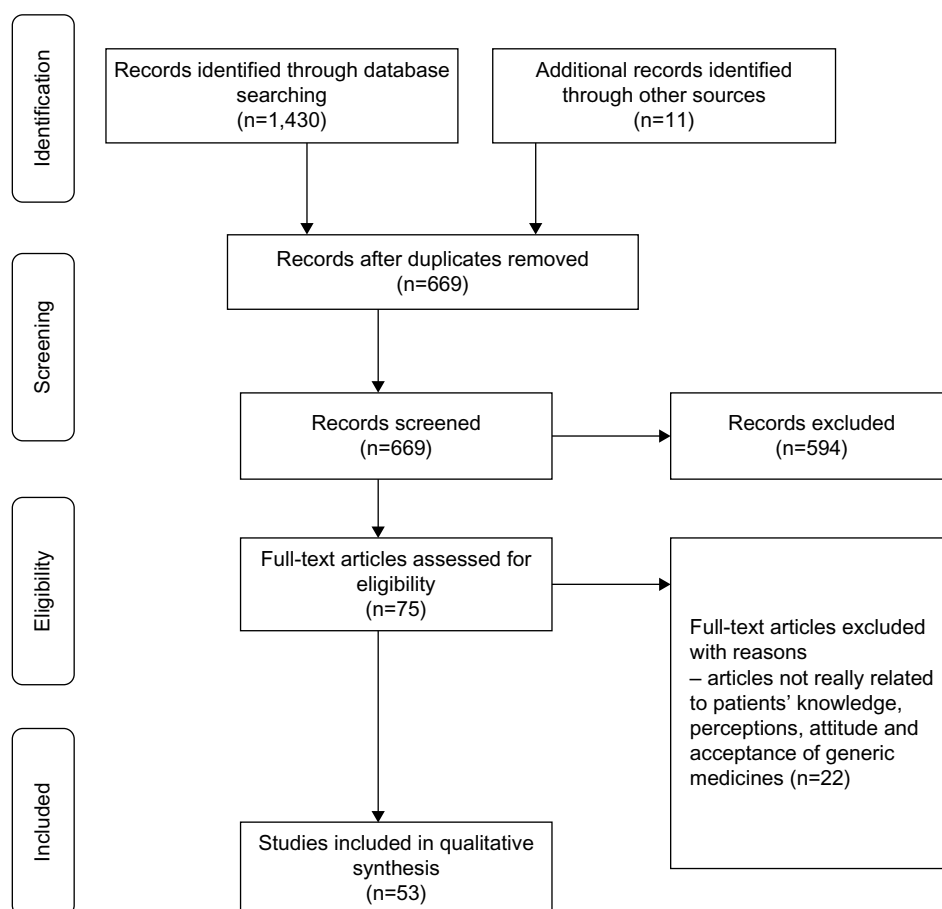 Identification
Records identified through database
searching
(n=1,430)
Additional records identified
through other sources
(n=11)
Screening
Records after duplicates removed
(n=669)
Records screened
(n=669)
Records excluded
(n=594)
Eligibility
Full-text articles assessed for
eligibility
(n=75)
Full-text articles excluded
with reasons
– articles not really related
to patients’ knowledge,
perceptions, attitude and
acceptance of generic
medicines (n=22)
Included
Studies included in qualitative
synthesis
(n=53)